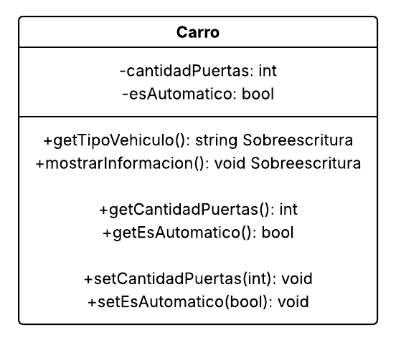 Carro
-cantidadPuertas: int
-esAutomatico: bool
+getTipoVehiculo(): string Sobreescritura
+mostrarInformacion(): void Sobreescritura
+getCantidadPuertas(): int
+getEsAutomatico(): bool
+setCantidadPuertas(int): void
+setEsAutomatico(bool): void